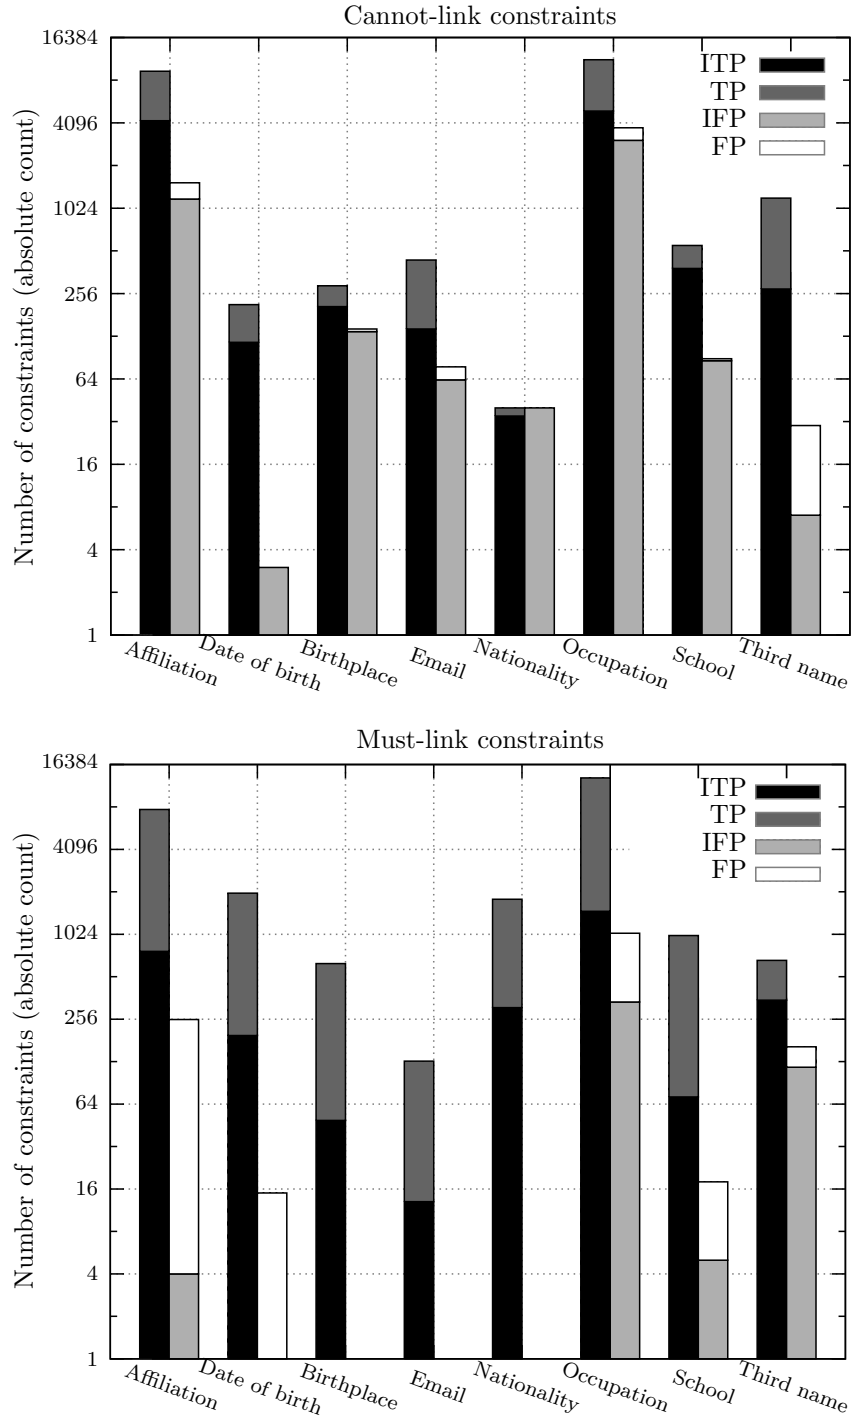 Cannot-link constraints
Number of constraints (absolute count)
16384
4096
1024
256
64
16
4
1
ITP
TP
IFP
FP
Affiliation
Date of birth
Birthplace
Email
Nationality
Occupation
School
Third name
Must-link constraints
Number of constraints (absolute count)
16384
4096
1024
256
64
16
4
1
ITP
TP
IFP
FP
Affiliation
Date of birth
Birthplace
Email
Nationality
Occupation
School
Third name